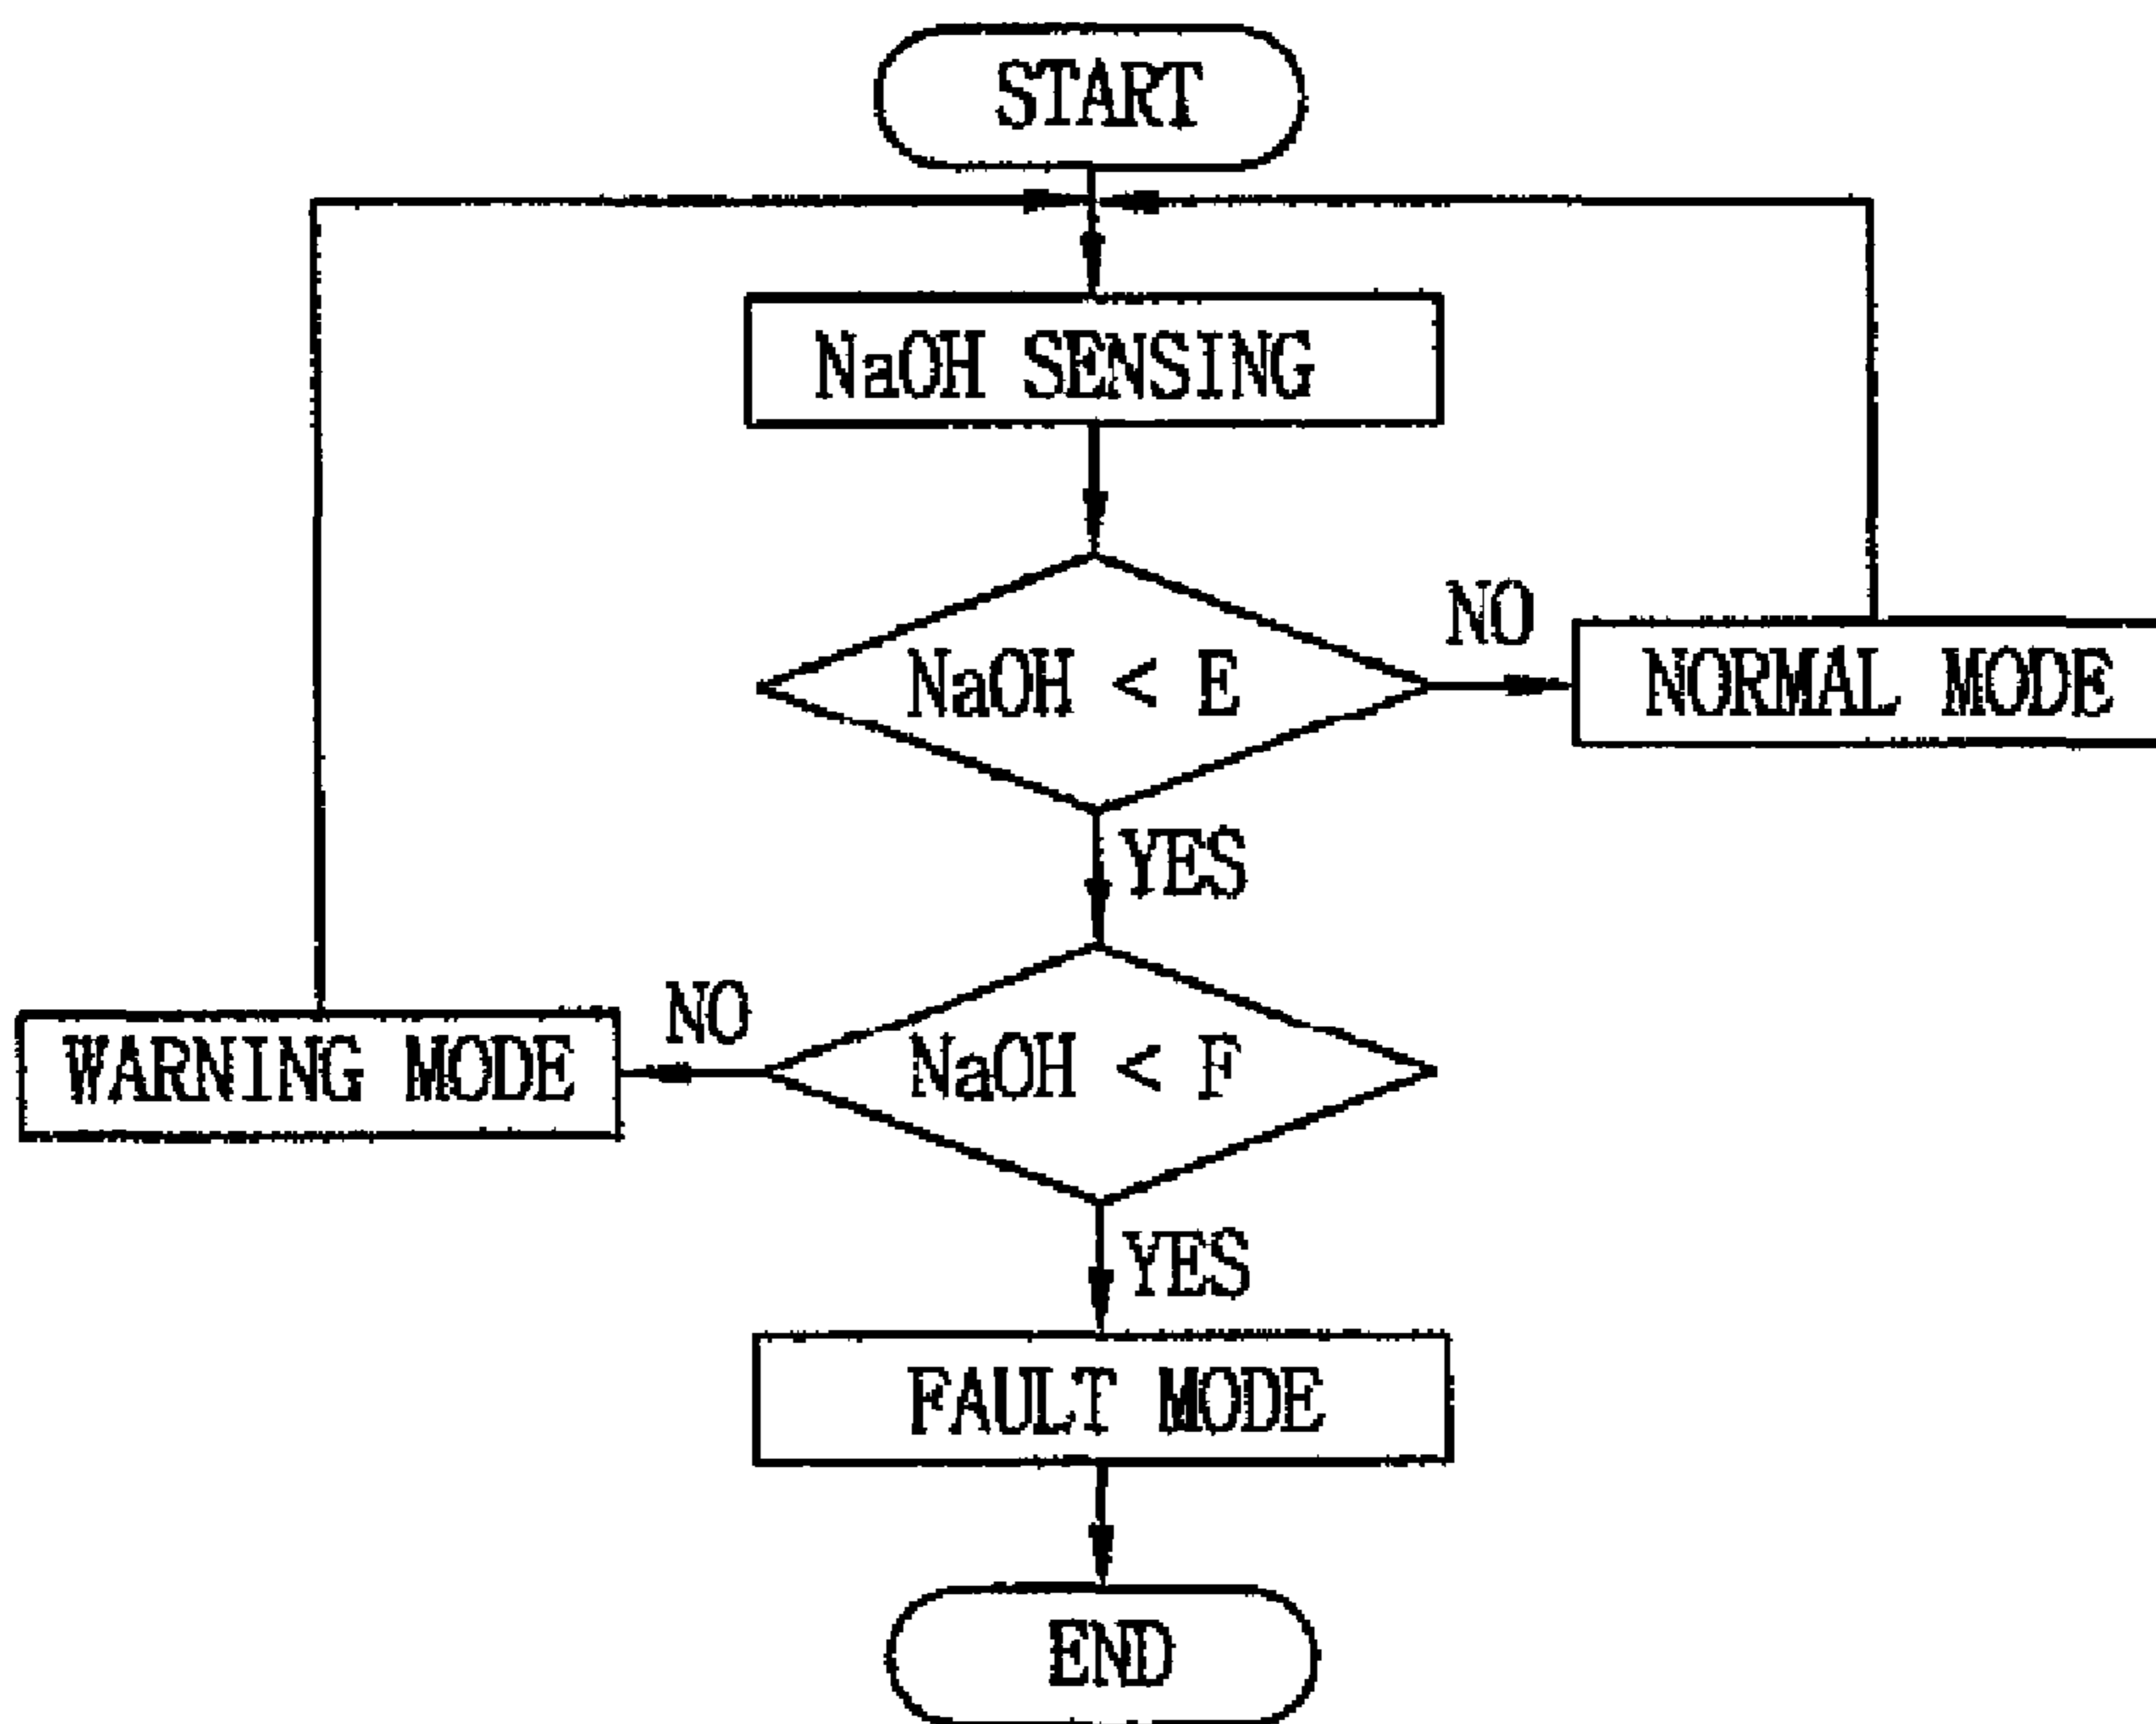 START
NaOH SENSING
NaOH < E
NO
NORMAL MODE
YES
NaOH < F
NO
WARNING MODE
YES
FAULT MODE
END